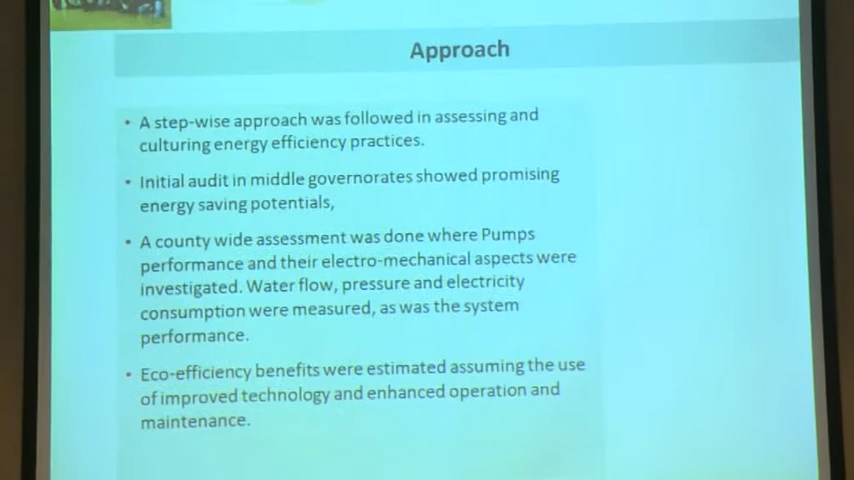 Approach
• A step-wise approach was followed in assessing and
culturing energy efficiency practices.
• Initial audit in middle governorates showed promising
energy saving potentials,
• A county wide assessment was done where Pumps
performance and their electro-mechanical aspects were
investigated. Water flow, pressure and electricity
consumption were measured, as was the system
performance.
• Eco-efficiency benefits were estimated assuming the use
of improved technology and enhanced operation and
maintenance.